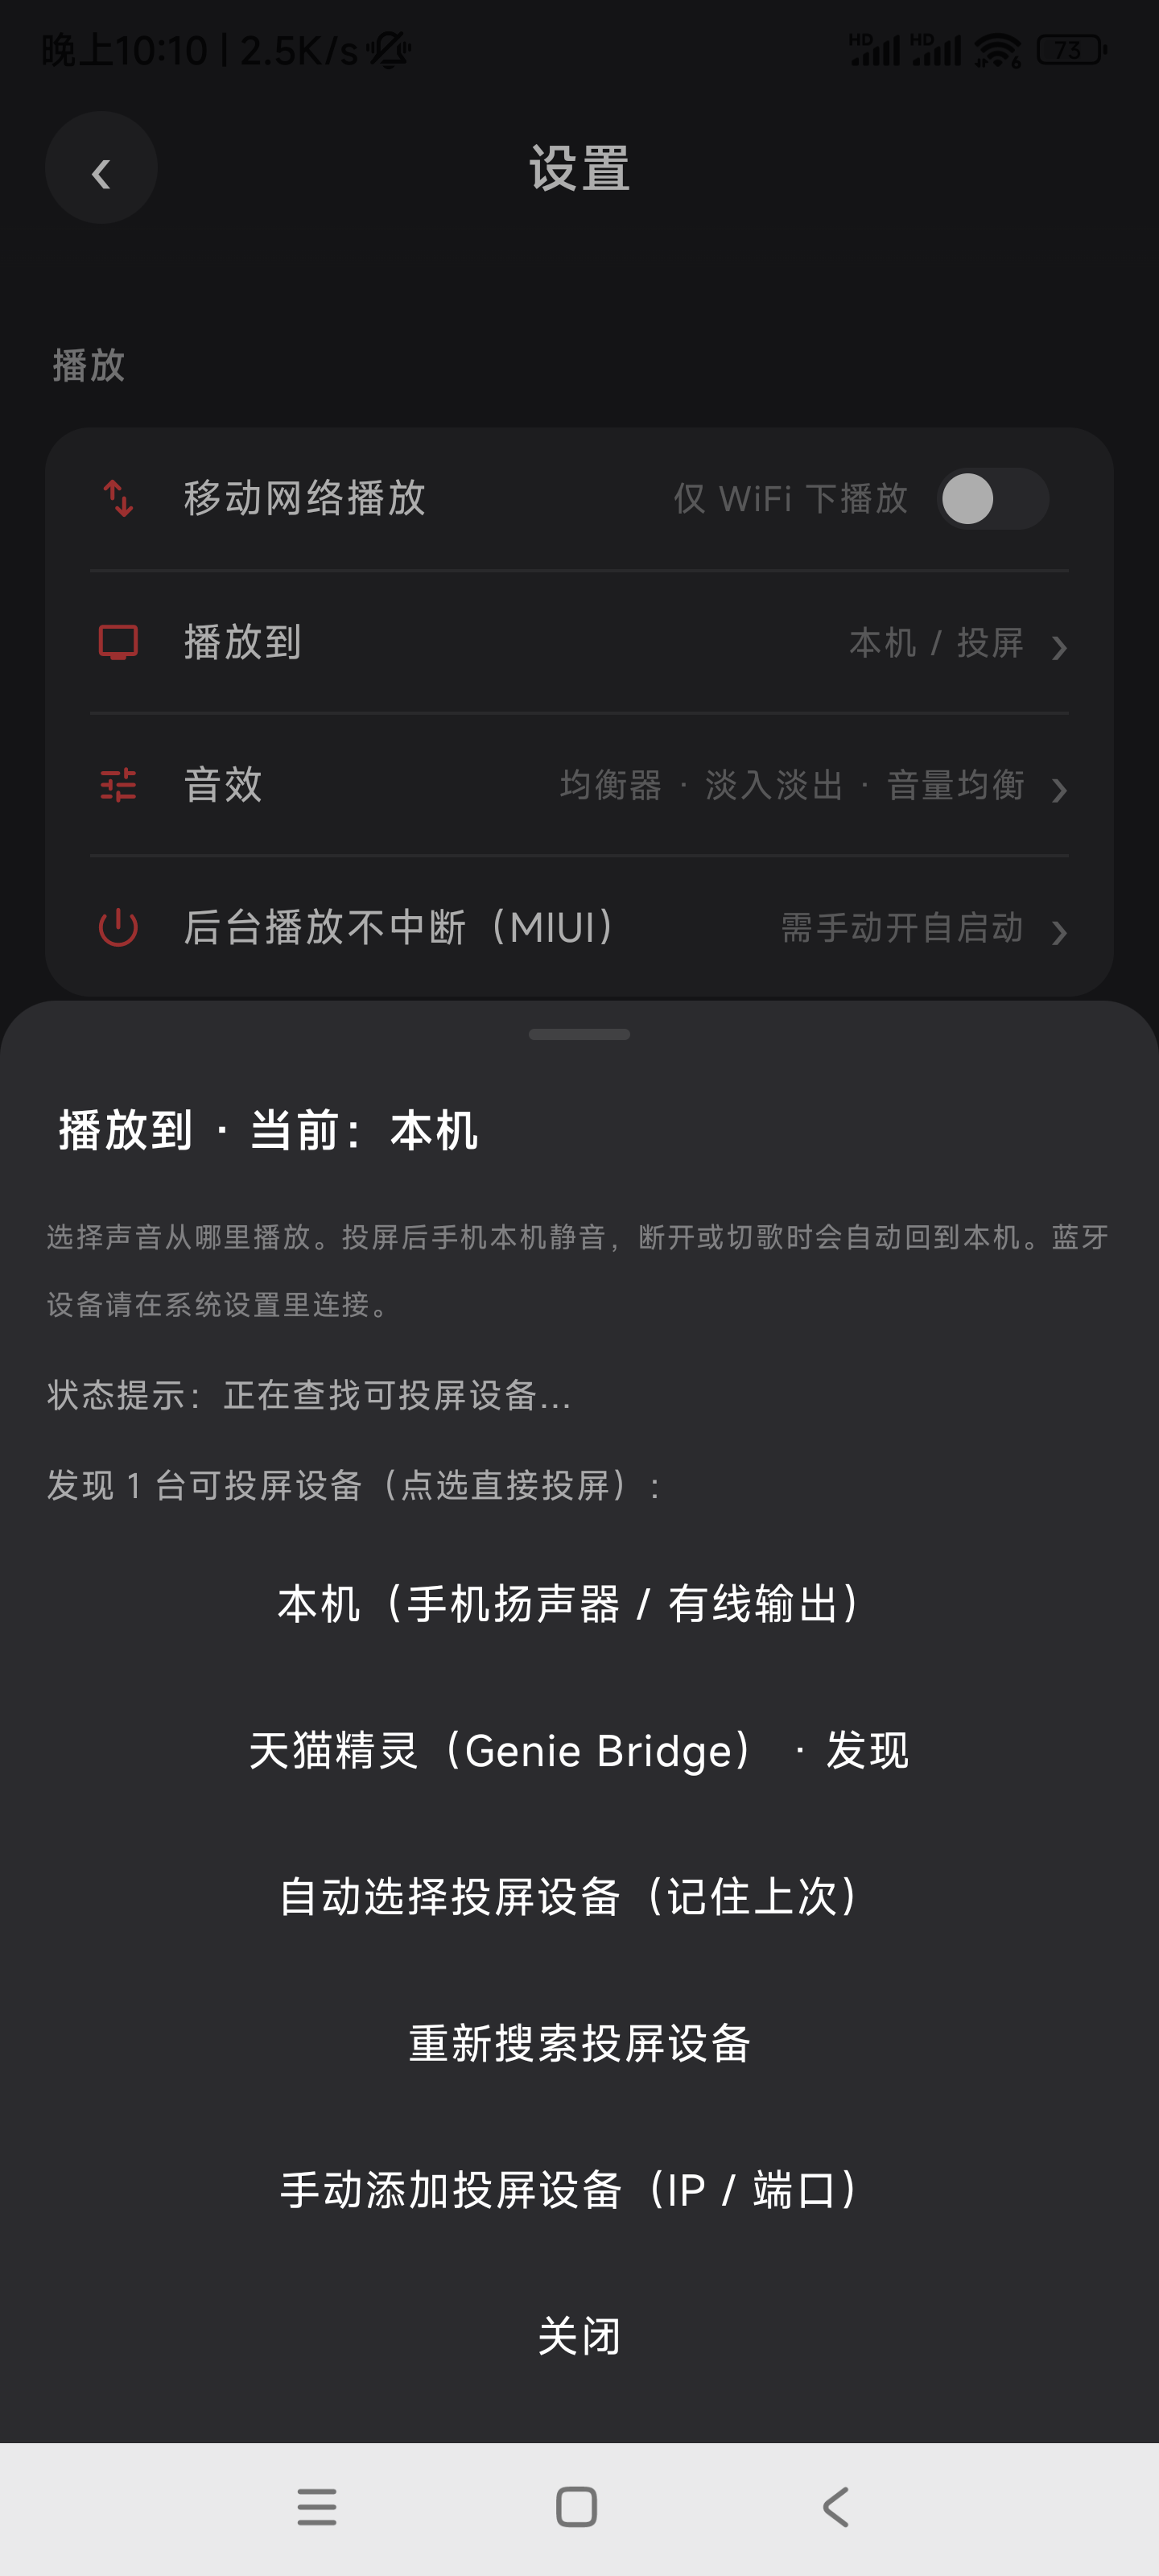 晚上10:10 | 2.5K/s
HD HD 6 73
设置
播放
移动网络播放 仅 WiFi 下播放
播放到 本机 / 投屏
音效 均衡器 · 淡入淡出 · 音量均衡
后台播放不中断（MIUI） 需手动开自启动
播放到 · 当前：本机
选择声音从哪里播放。投屏后手机本机静音，断开或切歌时会自动回到本机。蓝牙
设备请在系统设置里连接。
状态提示：正在查找可投屏设备...
发现 1 台可投屏设备（点选直接投屏）：
本机（手机扬声器 / 有线输出）
天猫精灵（Genie Bridge） · 发现
自动选择投屏设备（记住上次）
重新搜索投屏设备
手动添加投屏设备（IP / 端口）
关闭